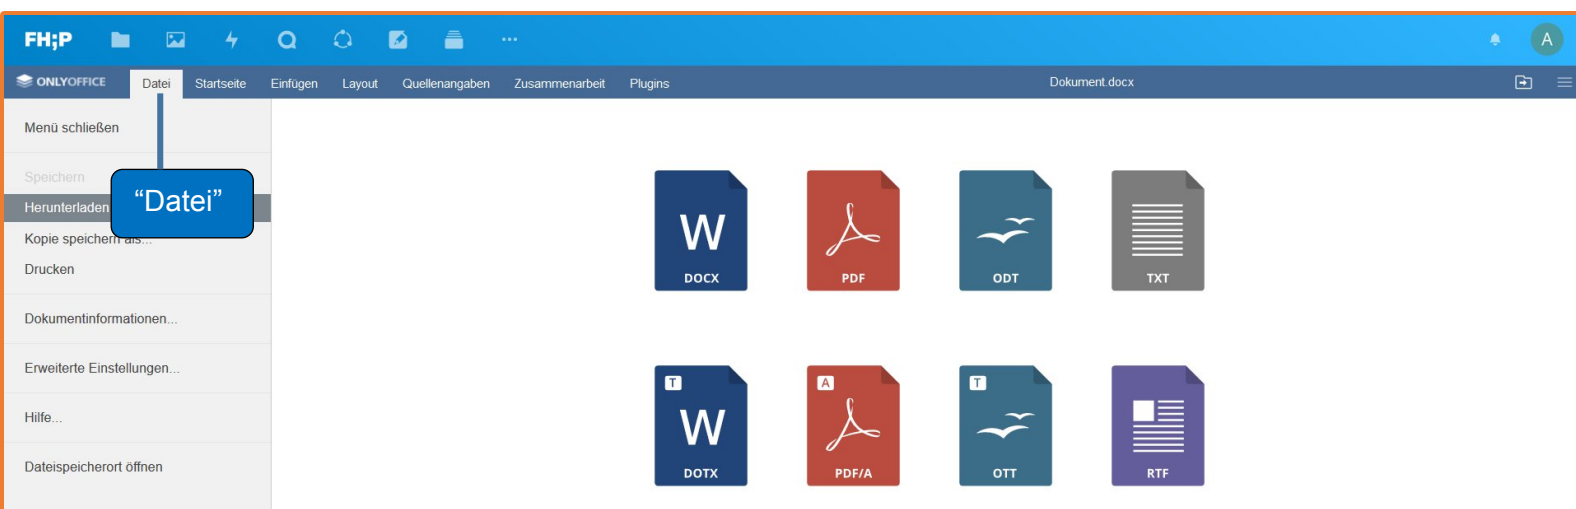 FH;P
A
ONLYOFFICE Datei Startseite Einfügen Layout Quellenangaben Zusammenarbeit Plugins Dokument.docx
Menü schließen
Speichern
Herunterladen
“Datei”
Kopie speichern als...
Drucken
Dokumentinformationen...
Erweiterte Einstellungen...
Hilfe...
Dateispeicherort öffnen
W
DOCX PDF ODT TXT
T A T
W
DOTX PDF/A OTT RTF